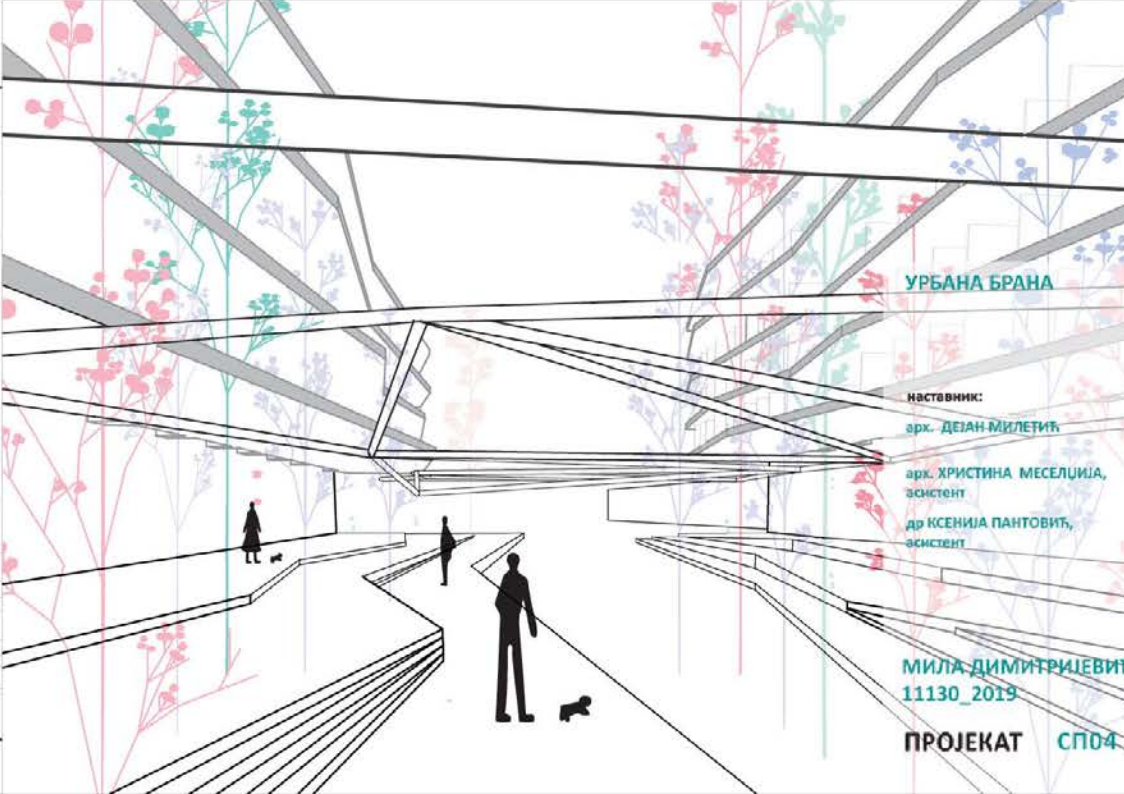 УРБАНА БРАНА
наставник:
арх. ДЕЈАН МИЛЕТИЋ
арх. ХРИСТИНА МЕСЕЛЏИЈА,
асистент
др КСЕНИЈА ПАНТОВИЋ,
асистент
МИЛА ДИМИТРИЈЕВИЋ
11130_2019
ПРОЈЕКАТ СП04